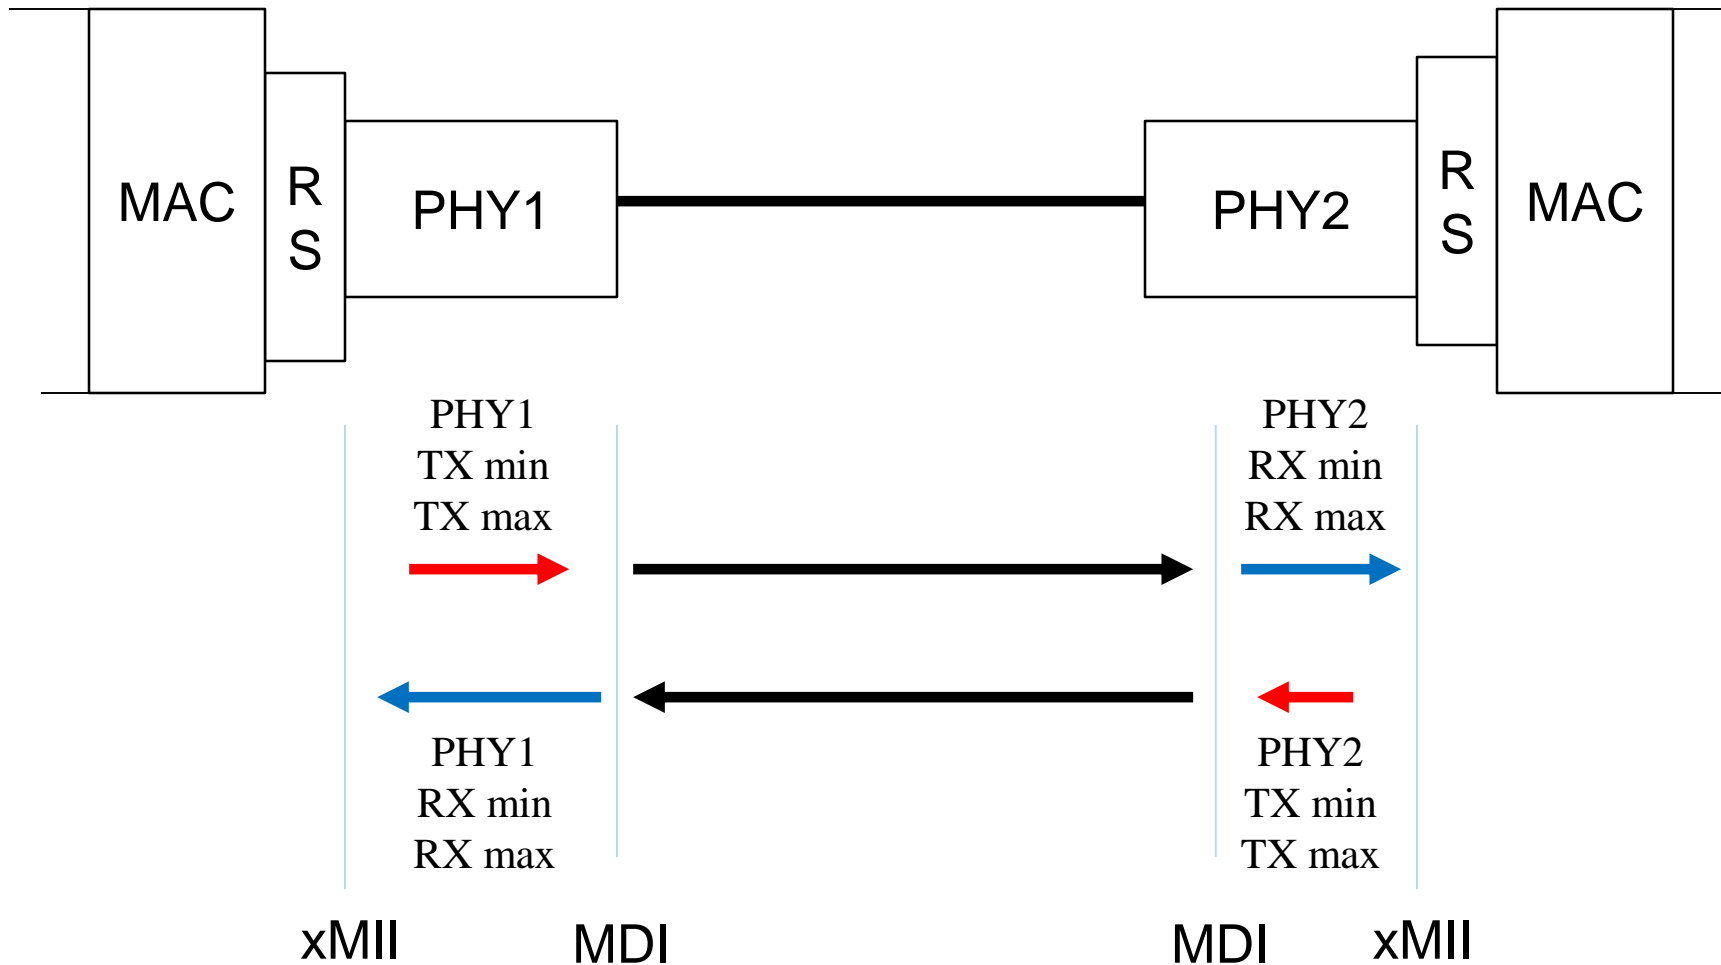 MAC
R
S
PHY1
PHY2
R
S
MAC
PHY1
TX min
TX max
PHY2
RX min
RX max
PHY1
RX min
RX max
PHY2
TX min
TX max
xMII
MDI
MDI
xMII